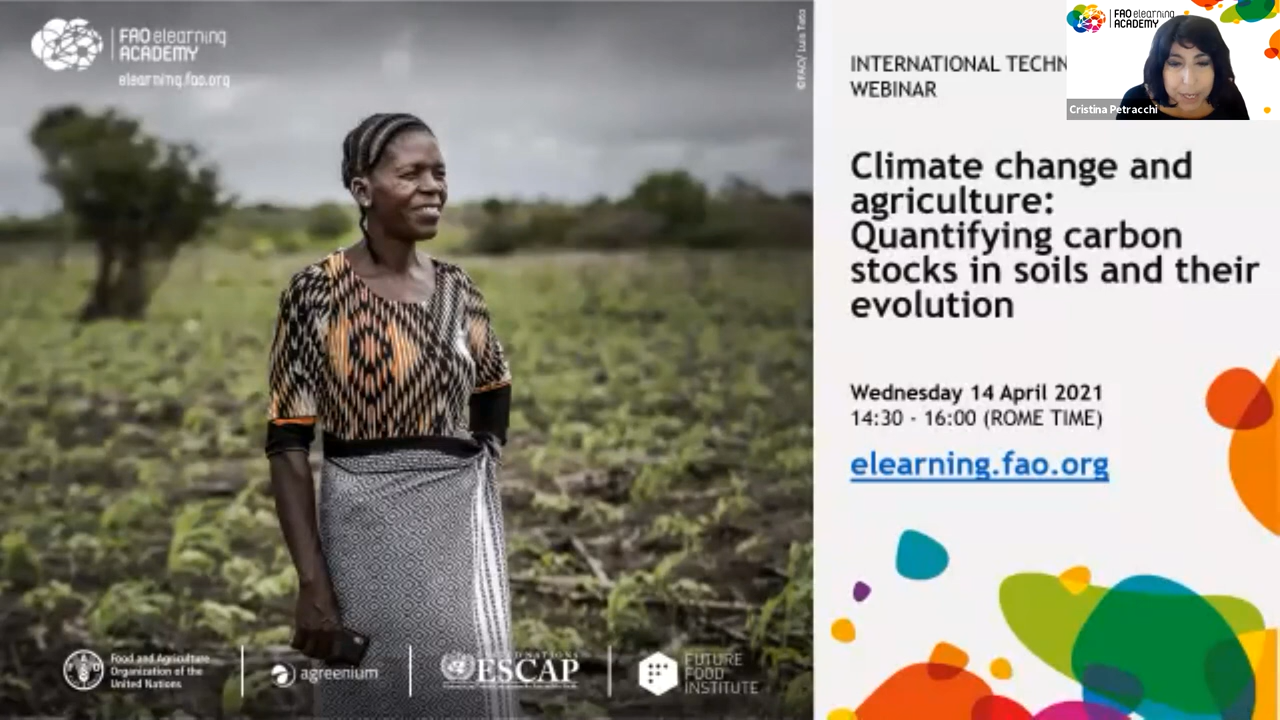 FAO elearning
ACADEMY
elearning.fao.org
©FAO/ Luis Tato
INTERNATIONAL TECHN
WEBINAR
Climate change and
agriculture:
Quantifying carbon
stocks in soils and their
evolution
Wednesday 14 April 2021
14:30 - 16:00 (ROME TIME)
elearning.fao.org
FAO elearning
ACADEMY
Cristina Petracchi
Food and Agriculture
Organization of the
United Nations
agreenium
UNITED NATIONS
ESCAP
FUTURE
FOOD
INSTITUTE